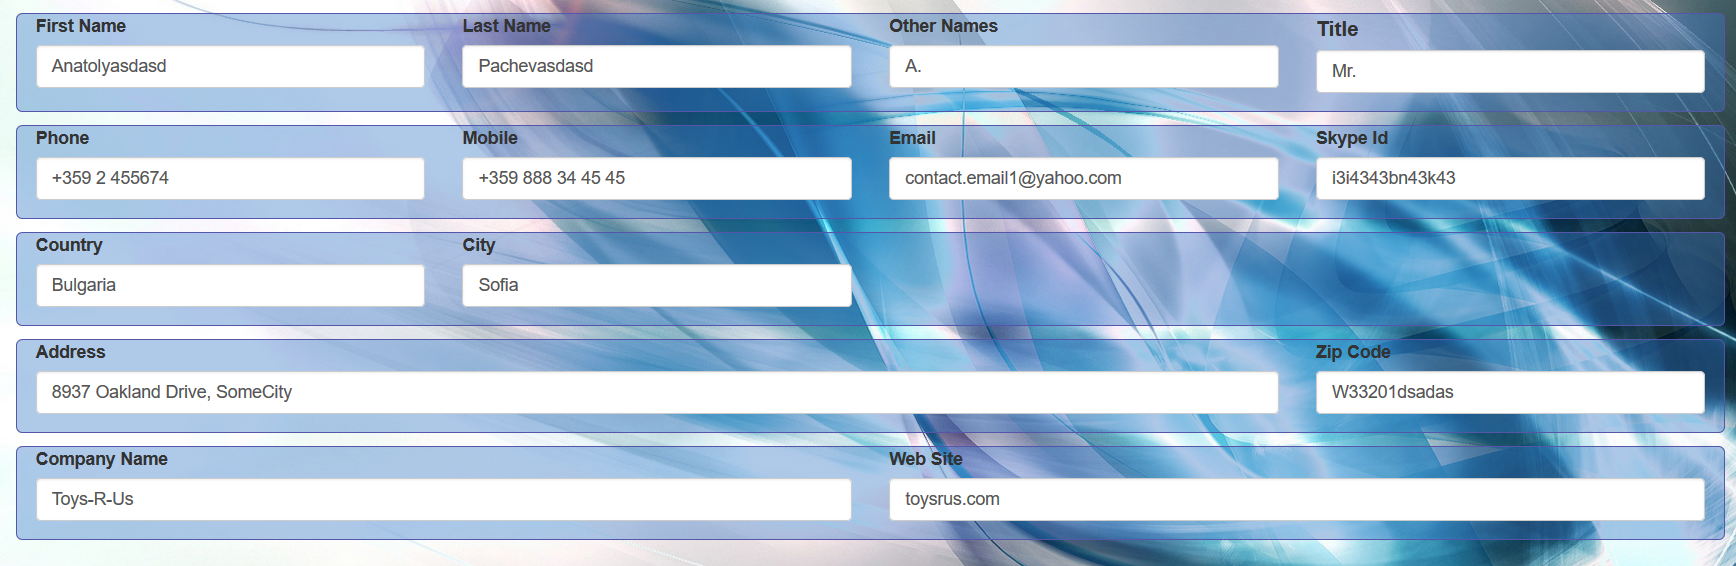 First Name Last Name Other Names Title
Anatolyasdasd Pachevasdasd A. Mr.
Phone Mobile Email Skype Id
+359 2 455674 +359 888 34 45 45 contact.email1@yahoo.com i3i4343bn43k43
Country City
Bulgaria Sofia
Address Zip Code
8937 Oakland Drive, SomeCity W33201dsadas
Company Name Web Site
Toys-R-Us toysrus.com